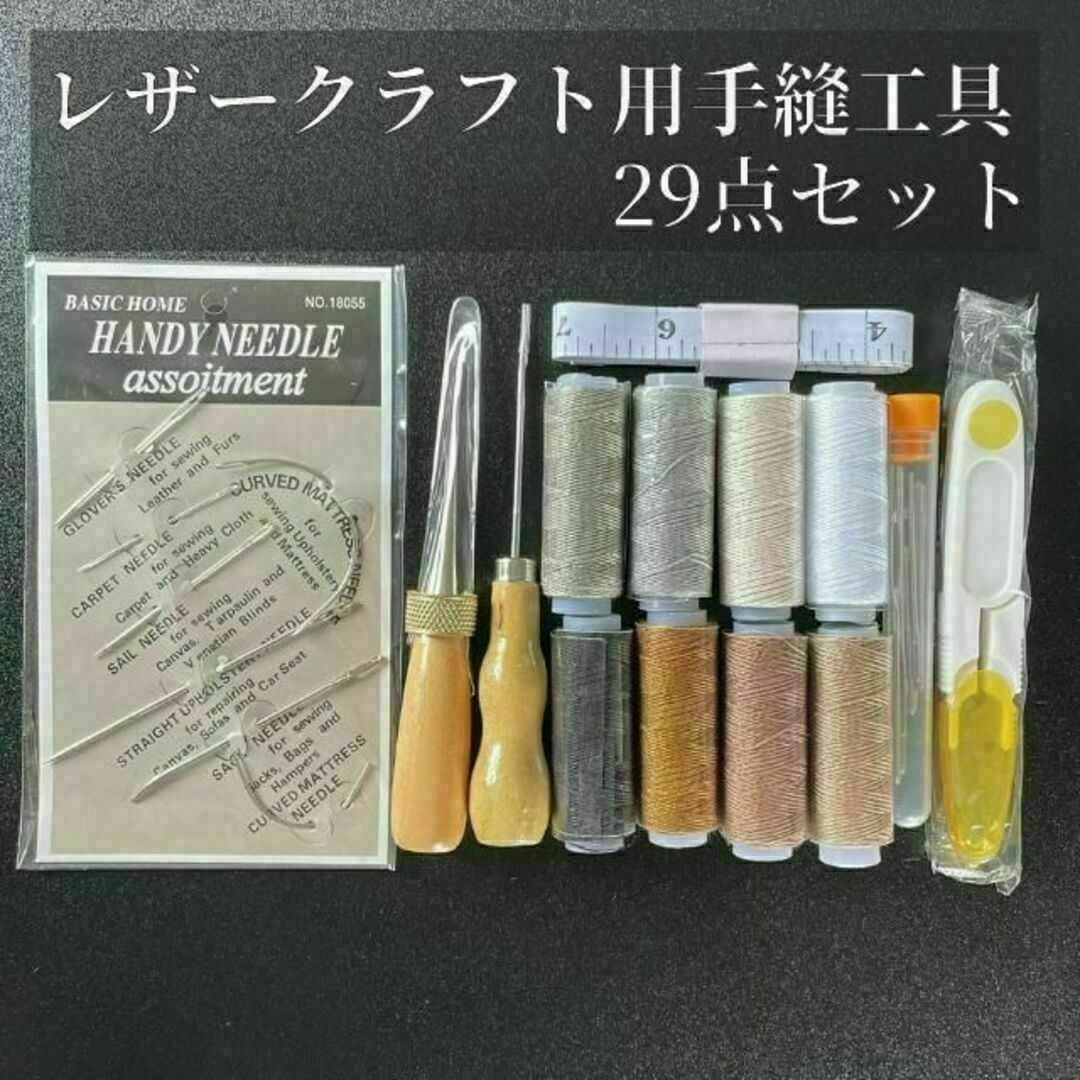 レザークラフト用手縫工具
29点セット
BASIC HOME
NO.18055
HANDY NEEDLE
assoitment
GLOVER'S NEEDLE
for sewing
Leather and Furs
CURVED MATTRESS NEEDLE
for
sewing Upholstery
and Mattress
CARPET NEEDLE
for sewing
Carpet and Heavy Cloth
SAIL NEEDLE
for sewing
Canvas, Tarpaulin and
Venetian Blinds
STRAIGHT UPHOLSTERY NEEDLE
for repairing
Canvas, Sofas and Car Seat
SACK NEEDLE
for sewing
Sacks, Bags and
Hampers
CURVED MATTRESS
NEEDLE
7
6
4